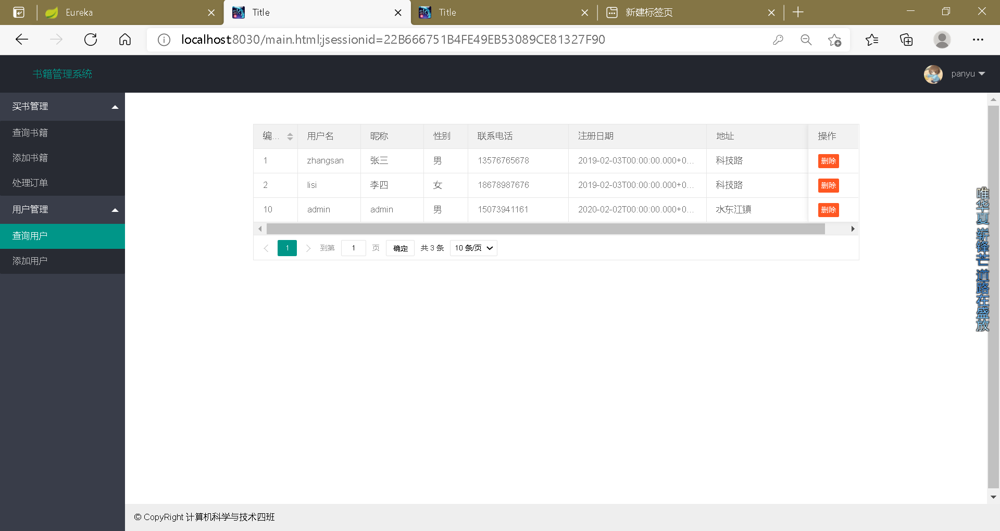 Eureka
Title
Title
新建标签页
localhost:8030/main.html;jsessionid=22B666751B4FE49EB53089CE81327F90
书籍管理系统
panyu
买书管理
查询书籍
添加书籍
处理订单
用户管理
查询用户
添加用户
编... 用户名 昵称 性别 联系电话 注册日期 地址 操作
1 zhangsan 张三 男 13576765678 2019-02-03T00:00:00.000+0... 科技路 删除
2 lisi 李四 女 18678987676 2019-02-03T00:00:00.000+0... 科技路 删除
10 admin admin 男 15073941161 2020-02-02T00:00:00.000+0... 水东江镇 删除
1 到第 1 页 确定 共 3 条 10 条/页
唯华夏 崭锋芒 道路在盛放
© CopyRight 计算机科学与技术四班